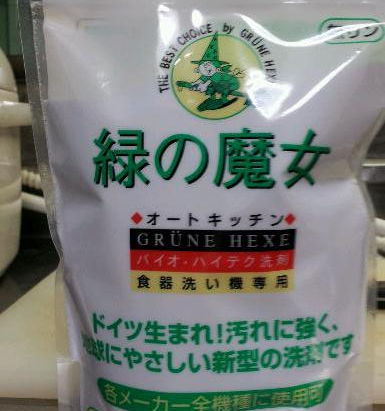 THE BEST CHOICE by GRÜNE HEXE
緑の魔女
オートキッチン
GRÜNE HEXE
バイオ・ハイテク洗剤
食器洗い機専用
ドイツ生まれ!汚れに強く、
地球にやさしい新型の洗剤です
各メーカー全機種に使用可